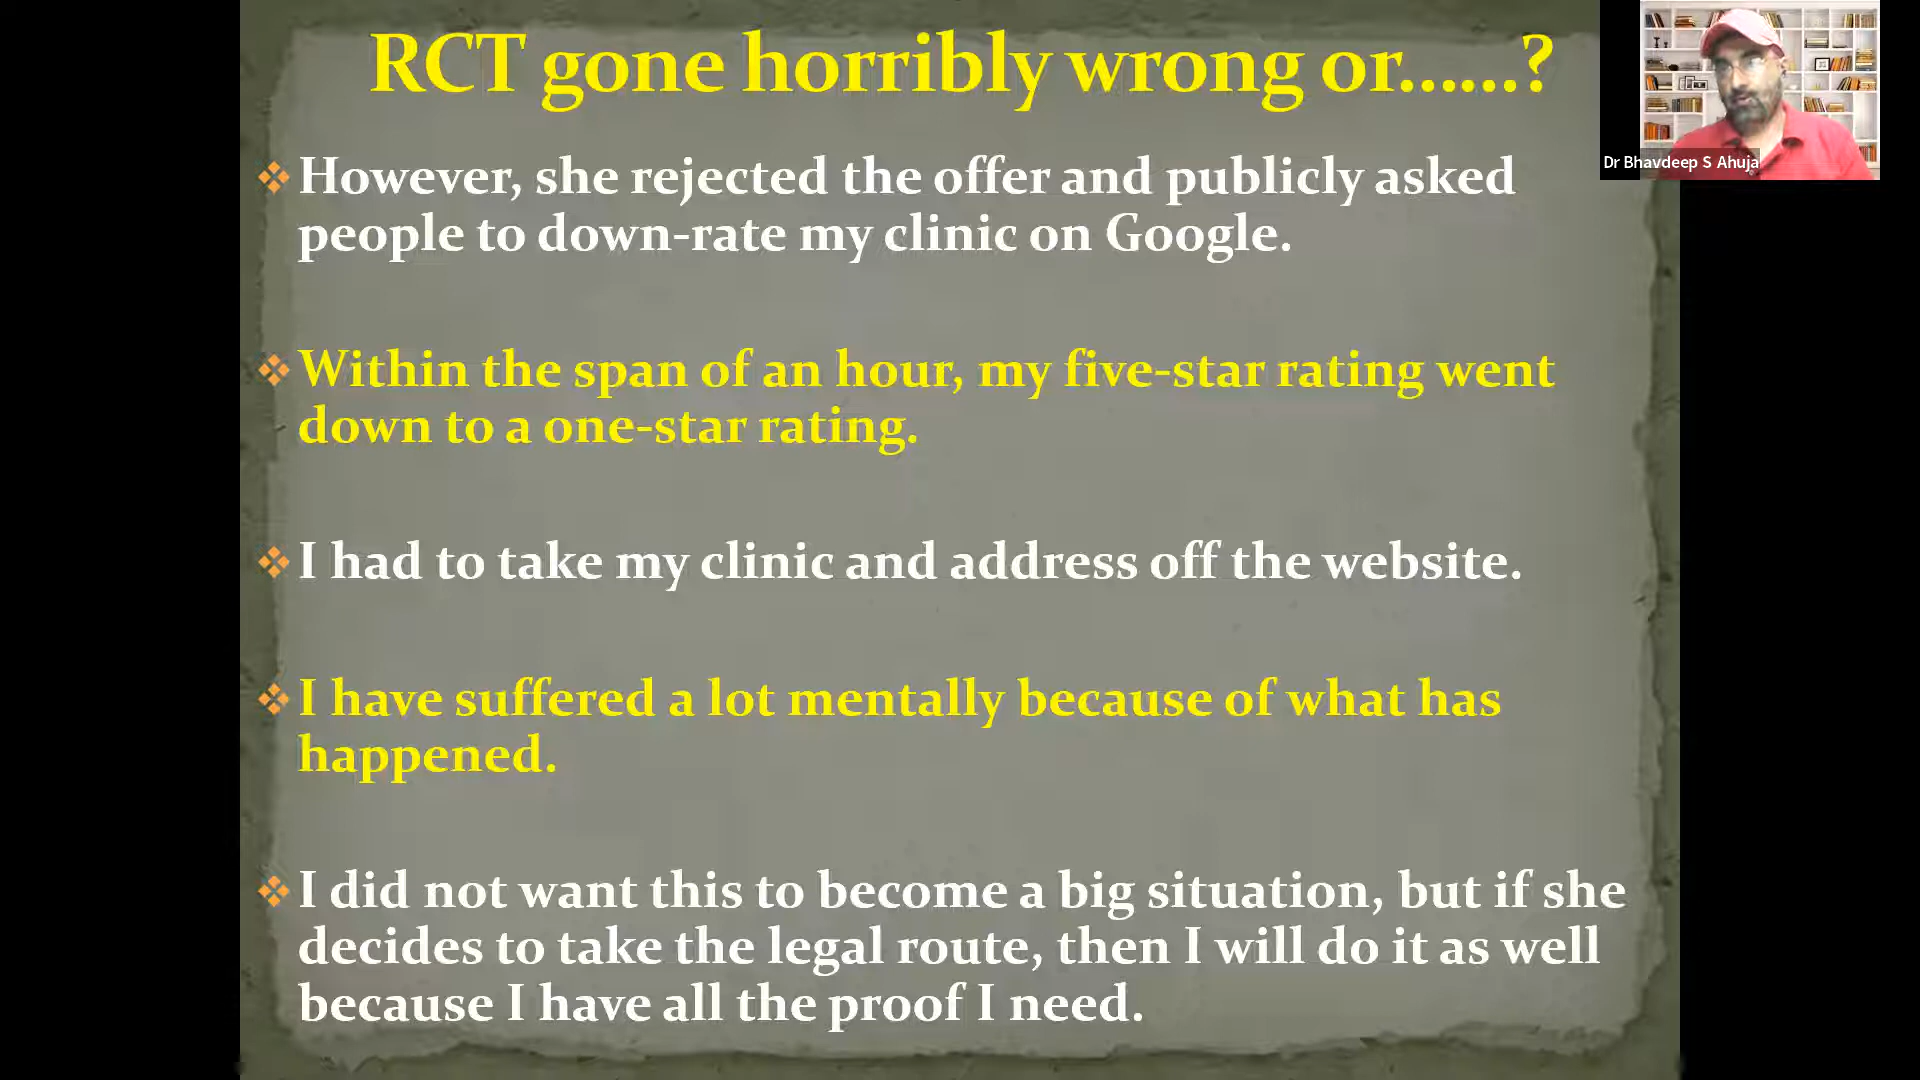 RCT gone horribly wrong or......?
However, she rejected the offer and publicly asked
people to down-rate my clinic on Google.
Within the span of an hour, my five-star rating went
down to a one-star rating.
I had to take my clinic and address off the website.
I have suffered a lot mentally because of what has
happened.
I did not want this to become a big situation, but if she
decides to take the legal route, then I will do it as well
because I have all the proof I need.
Dr Bhavdeep S Ahuja